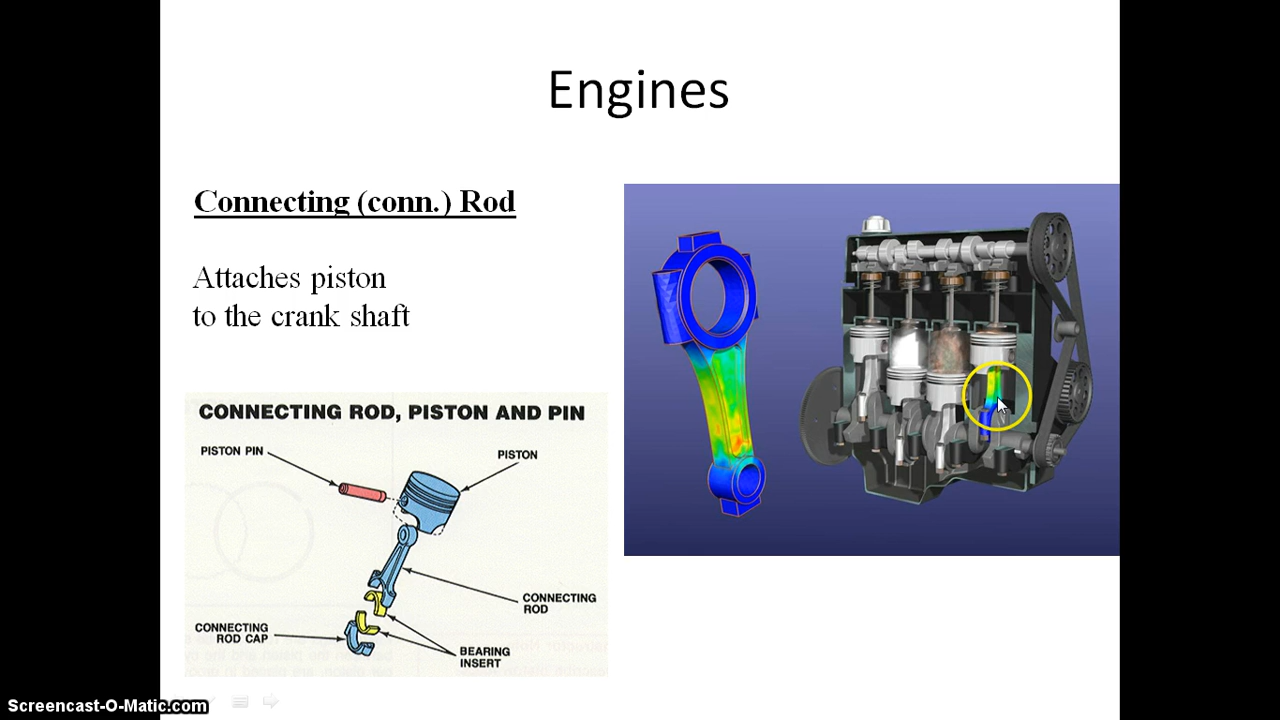 Engines
Connecting (conn.) Rod
Attaches piston
to the crank shaft
CONNECTING ROD, PISTON AND PIN
PISTON PIN
PISTON
CONNECTING
ROD
CONNECTING
ROD CAP
BEARING
INSERT
Screencast-O-Matic.com